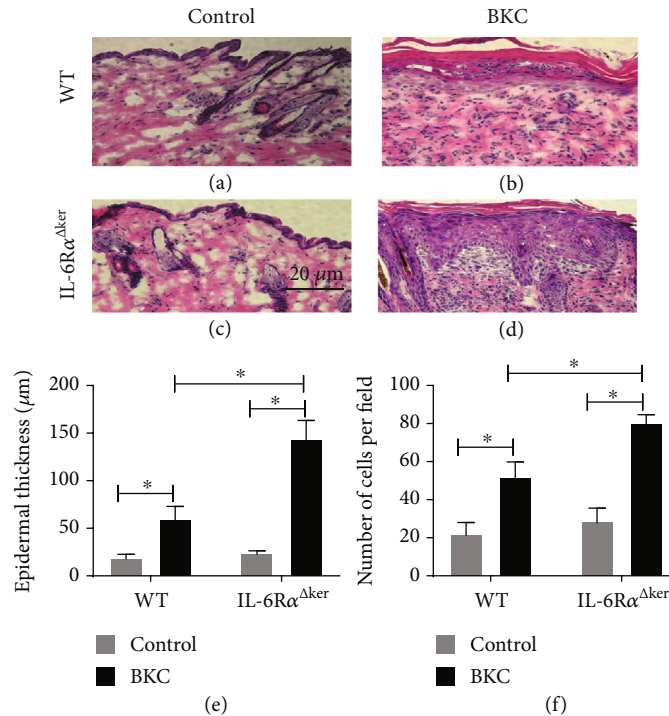 Control
BKC
WT
(a)
(b)
IL-6Rα^Δker
20 μm
(c)
(d)
Epidermal thickness (μm)
200
150
100
50
0
*
*
*
WT
IL-6Rα^Δker
Control
BKC
(e)
Number of cells per field
100
80
60
40
20
0
*
*
*
WT
IL-6Rα^Δker
Control
BKC
(f)